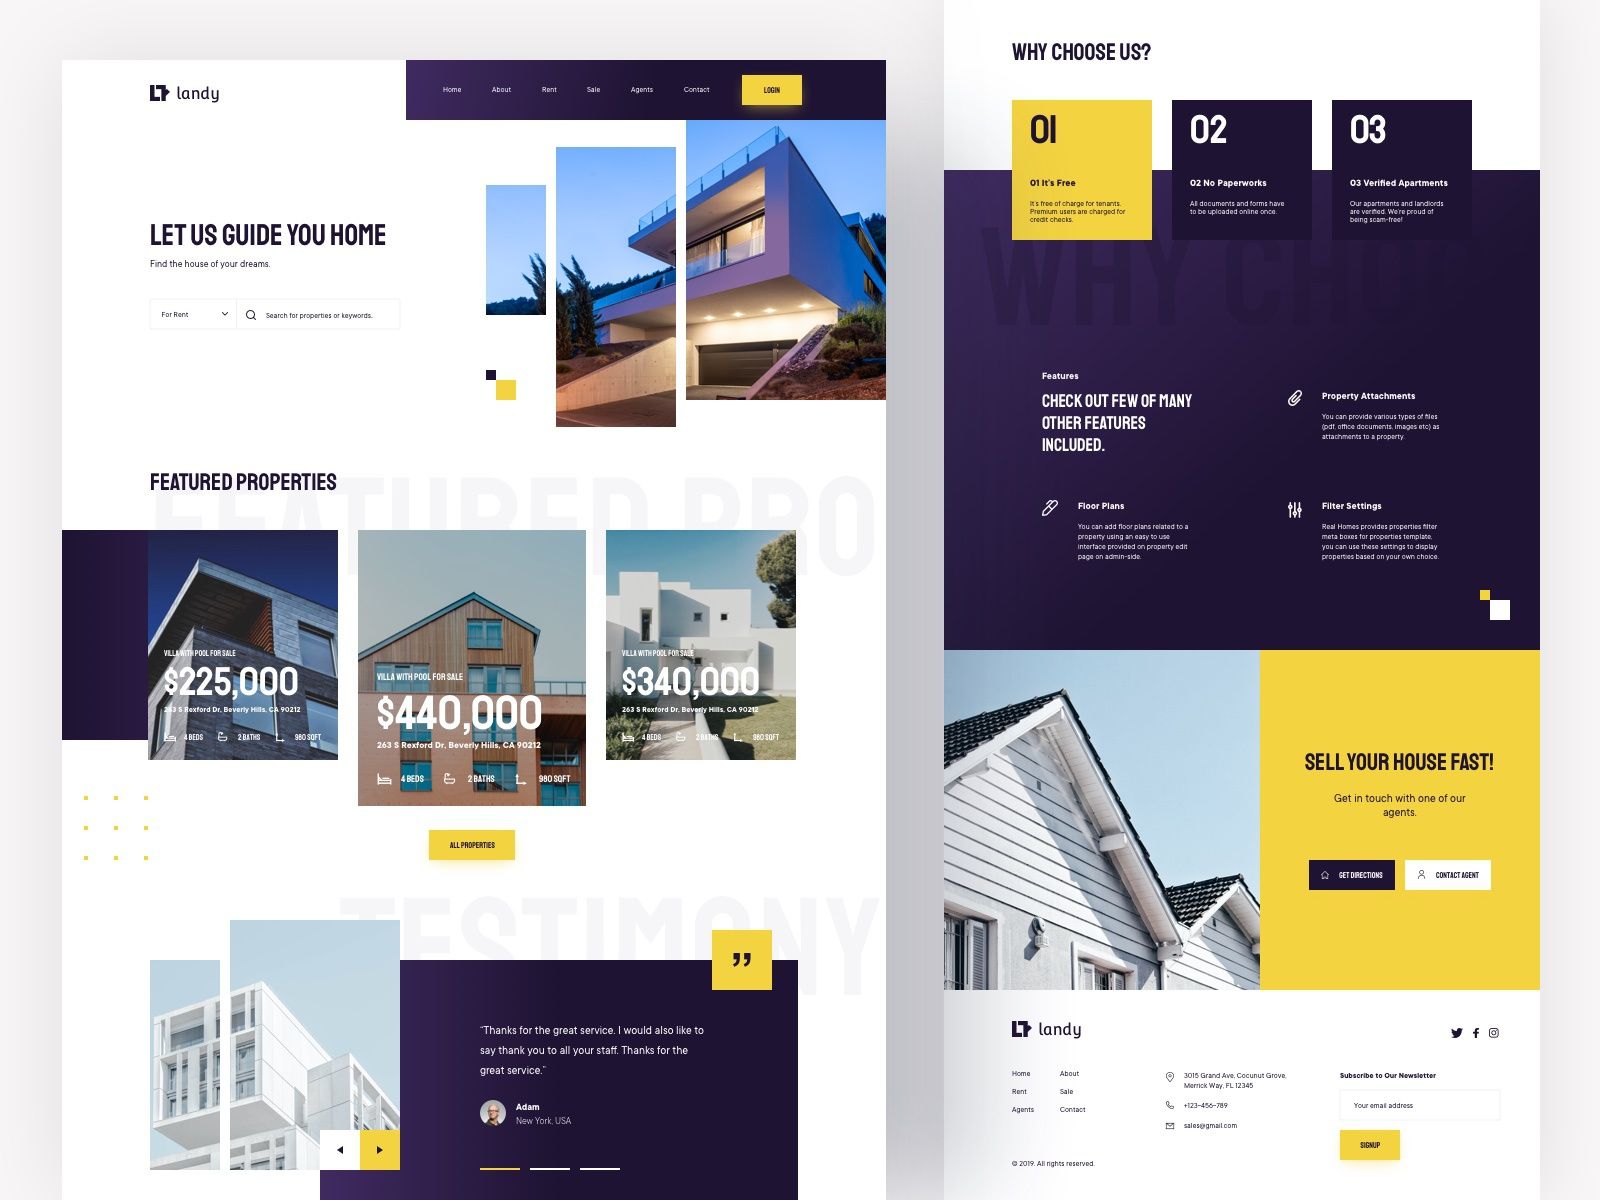 landy
Home About Rent Sale Agents Contact LOGIN
LET US GUIDE YOU HOME
Find the house of your dreams.
For Rent Search for properties or keywords.
FEATURED PRO
FEATURED PROPERTIES
VILLA WITH POOL FOR SALE
$225,000
263 S Rexford Dr, Beverly Hills, CA 90212
4 BEDS 2 BATHS 980 SQFT
VILLA WITH POOL FOR SALE
$440,000
263 S Rexford Dr, Beverly Hills, CA 90212
4 BEDS 2 BATHS 980 SQFT
VILLA WITH POOL FOR SALE
$340,000
263 S Rexford Dr, Beverly Hills, CA 90212
4 BEDS 2 BATHS 980 SQFT
ALL PROPERTIES
TESTIMONY
”
“Thanks for the great service. I would also like to
say thank you to all your staff. Thanks for the
great service.”
Adam
New York, USA
WHY CHOOSE US?
01
01 It's Free
It's free of charge for tenants.
Premium users are charged for
credit checks.
02
02 No Paperworks
All documents and forms have
to be uploaded online once.
03
03 Verified Apartments
Our apartments and landlords
are verified. We're proud of
being scam-free!
WHY CHO
Features
CHECK OUT FEW OF MANY
OTHER FEATURES
INCLUDED.
Property Attachments
You can provide various types of files
(pdf, office documents, images etc) as
attachments to a property.
Floor Plans
You can add floor plans related to a
property using an easy to use
interface provided on property edit
page on admin-side.
Filter Settings
Real Homes provides properties filter
meta boxes for properties template,
you can use these settings to display
properties based on your own choice.
SELL YOUR HOUSE FAST!
Get in touch with one of our
agents.
GET DIRECTIONS CONTACT AGENT
landy
Home About
Rent Sale
Agents Contact
3015 Grand Ave, Cocunut Grove,
Merrick Way, FL 12345
+123-456-789
sales@gmail.com
Subscribe to Our Newsletter
Your email address
SIGNUP
© 2019. All rights reserved.